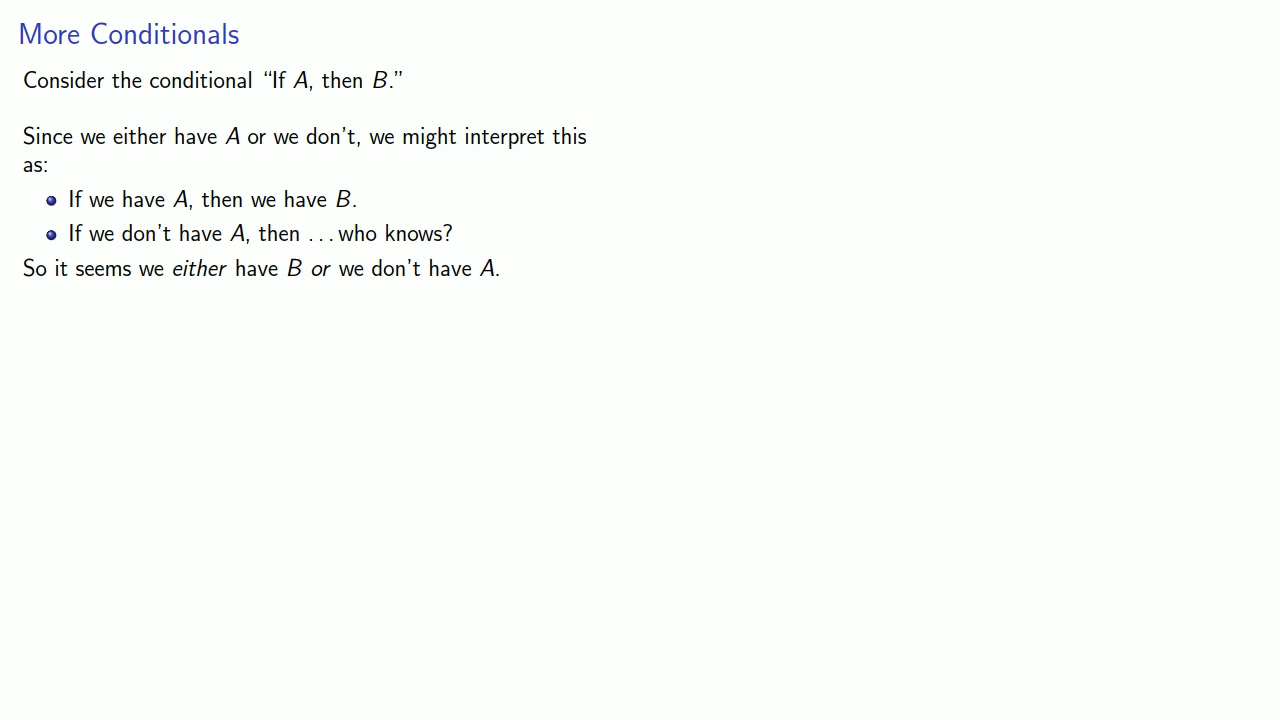 More Conditionals
Consider the conditional “If A, then B.”
Since we either have A or we don’t, we might interpret this
as:
If we have A, then we have B.
If we don’t have A, then ... who knows?
So it seems we either have B or we don’t have A.